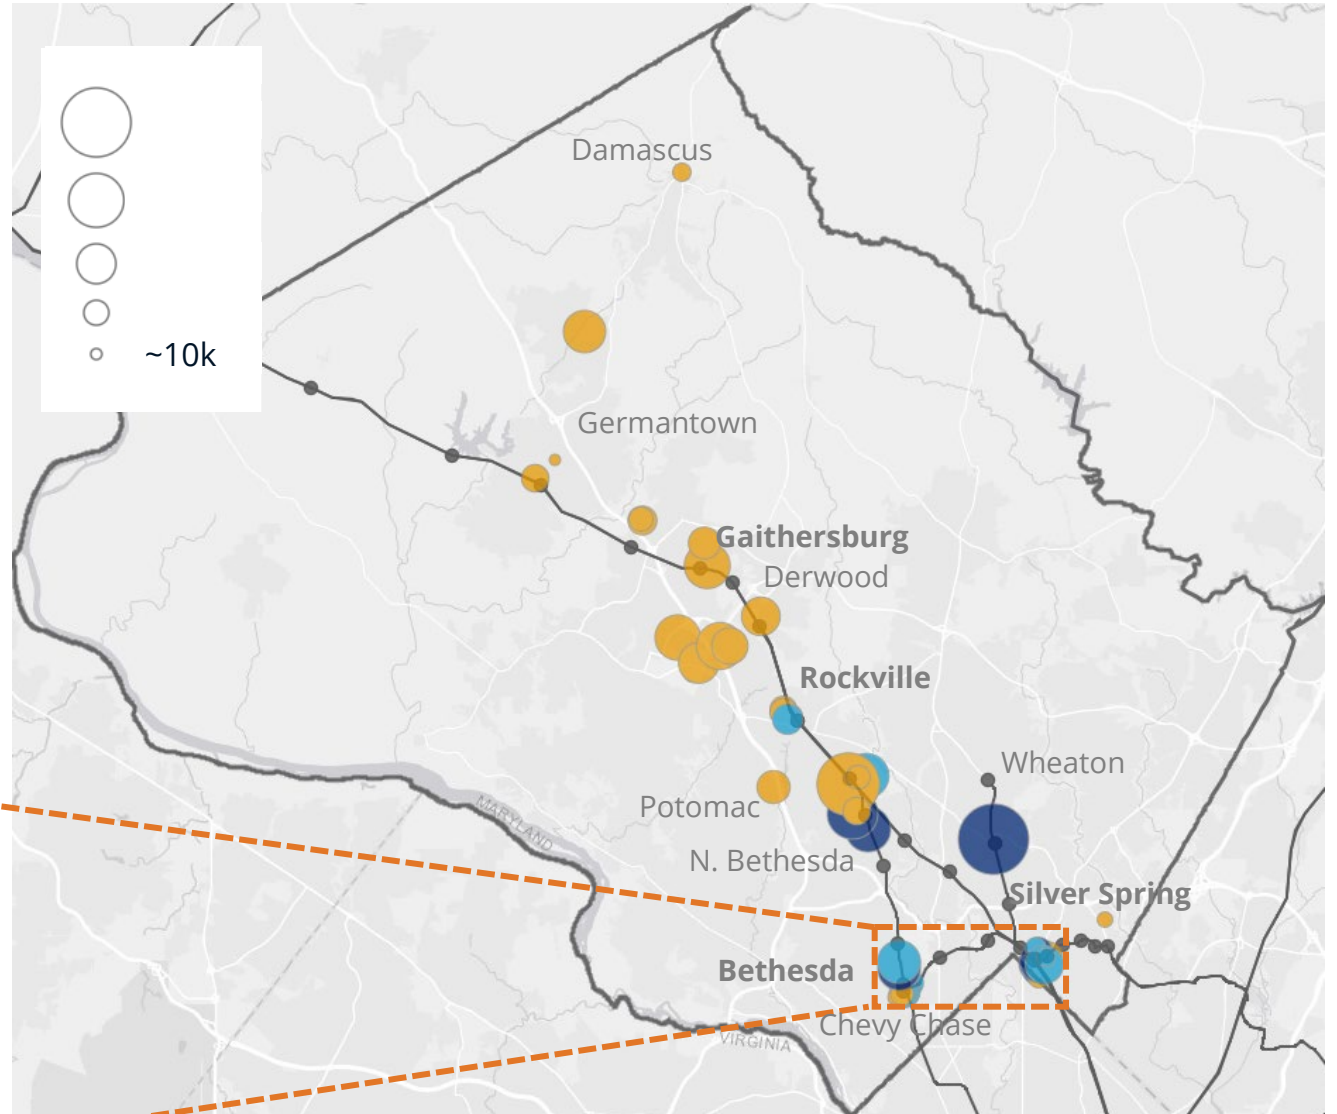 Damascus
~10k
Germantown
Gaithersburg
Derwood
Rockville
Wheaton
Potomac
MARYLAND
N. Bethesda
Silver Spring
Bethesda
Chevy Chase
VIRGINIA